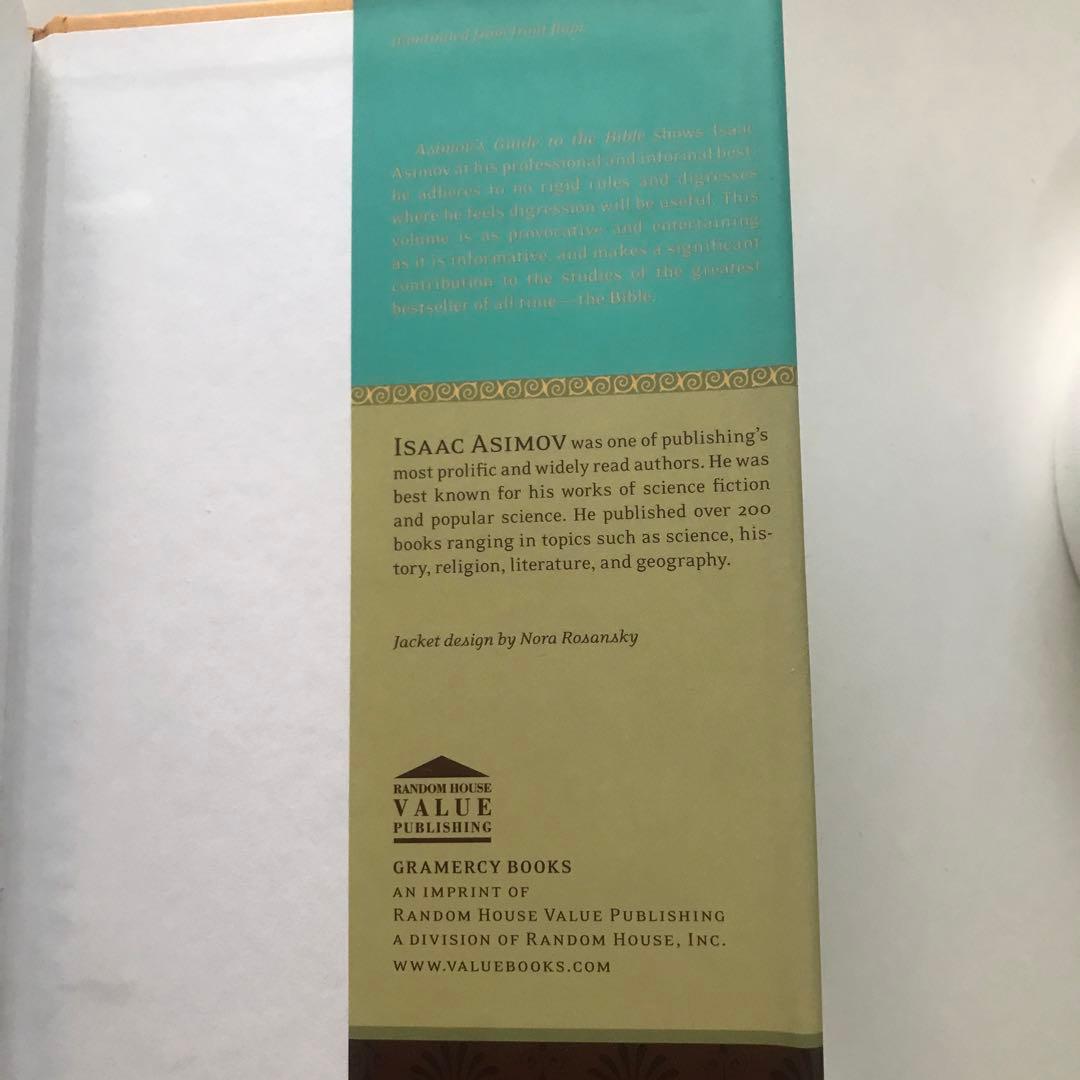 (continued from front flap)
Asimov's Guide to the Bible shows Isaac
Asimov at his professional and informal best:
he adheres to no rigid rules and digresses
where he feels digression will be useful. This
volume is as provocative and entertaining
as it is informative, and makes a significant
contribution to the studies of the greatest
bestseller of all time—the Bible.
ISAAC ASIMOV was one of publishing's
most prolific and widely read authors. He was
best known for his works of science fiction
and popular science. He published over 200
books ranging in topics such as science, his-
tory, religion, literature, and geography.
Jacket design by Nora Rosansky
RANDOM HOUSE
VALUE
PUBLISHING
GRAMERCY BOOKS
AN IMPRINT OF
RANDOM HOUSE VALUE PUBLISHING
A DIVISION OF RANDOM HOUSE, INC.
WWW.VALUEBOOKS.COM